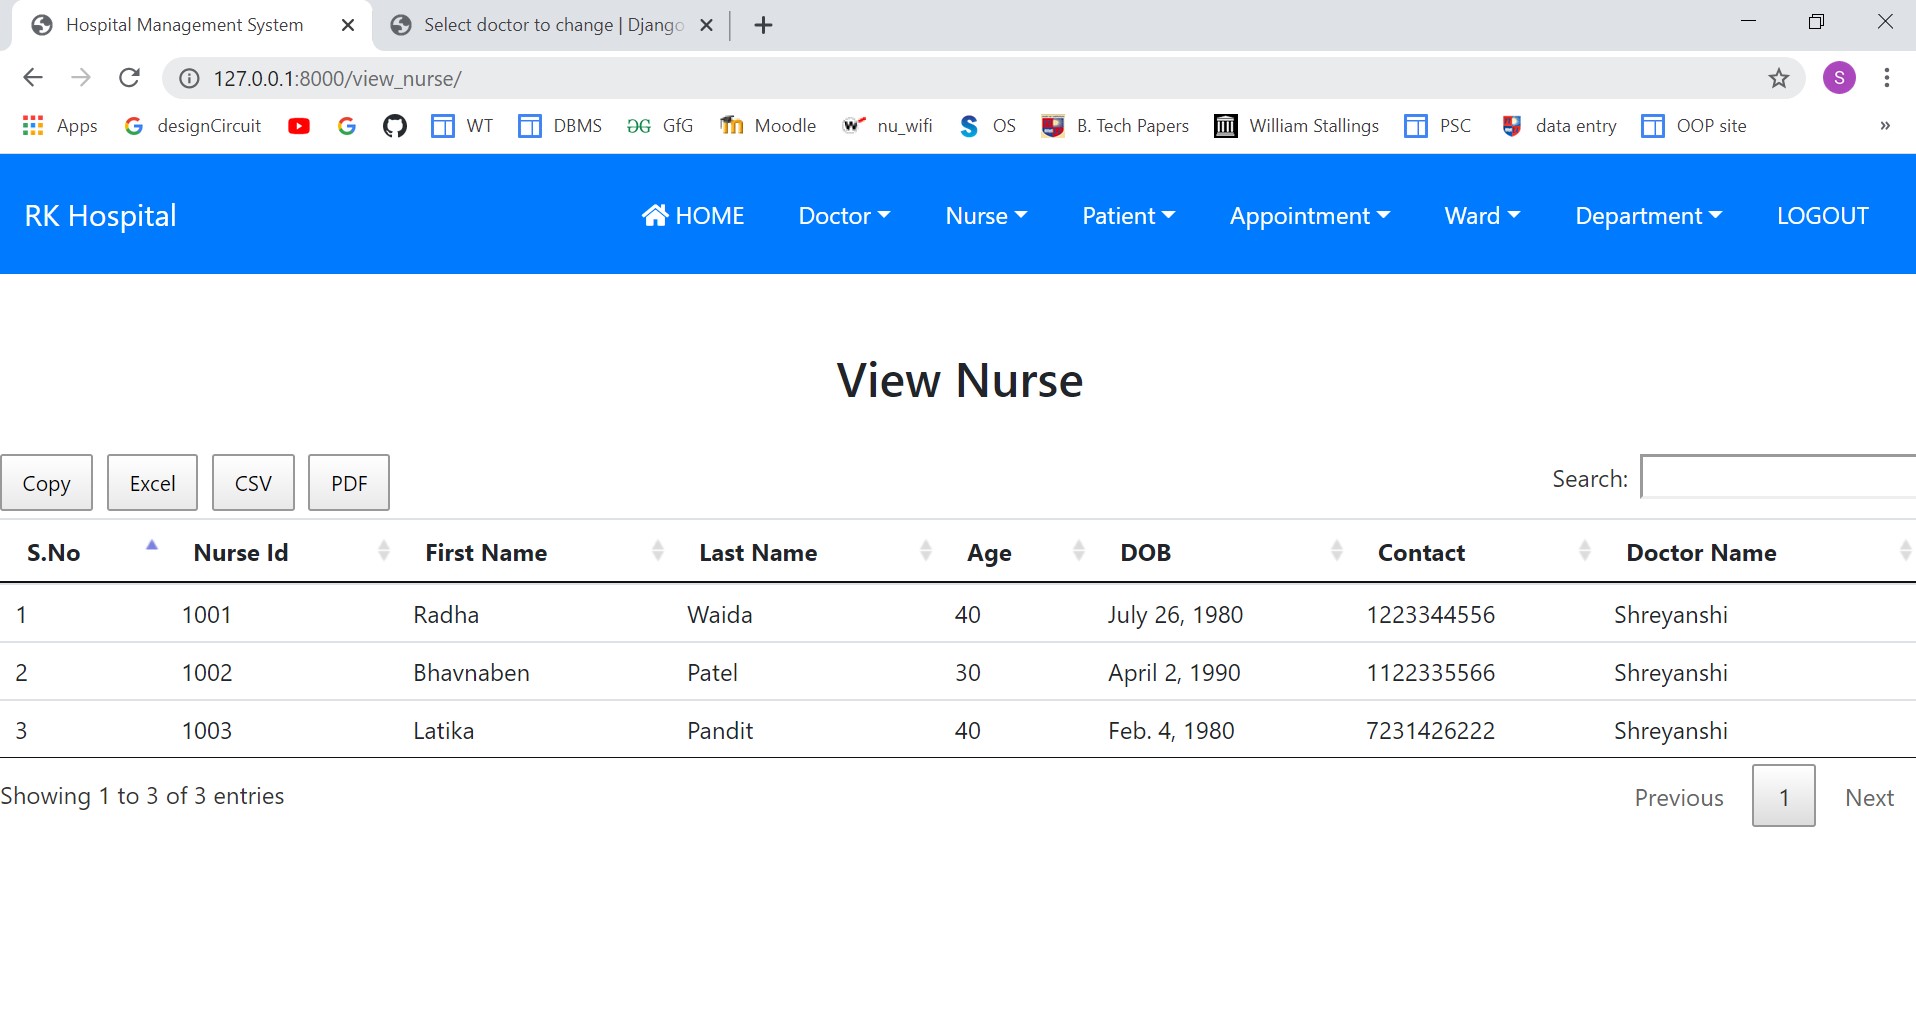 Hospital Management System Select doctor to change | Django
127.0.0.1:8000/view_nurse/ S
Apps designCircuit WT DBMS GfG Moodle nu_wifi OS B. Tech Papers William Stallings PSC data entry OOP site »
RK Hospital HOME Doctor Nurse Patient Appointment Ward Department LOGOUT
View Nurse
Copy Excel CSV PDF Search:
S.No Nurse Id First Name Last Name Age DOB Contact Doctor Name
1 1001 Radha Waida 40 July 26, 1980 1223344556 Shreyanshi
2 1002 Bhavnaben Patel 30 April 2, 1990 1122335566 Shreyanshi
3 1003 Latika Pandit 40 Feb. 4, 1980 7231426222 Shreyanshi
Showing 1 to 3 of 3 entries Previous 1 Next